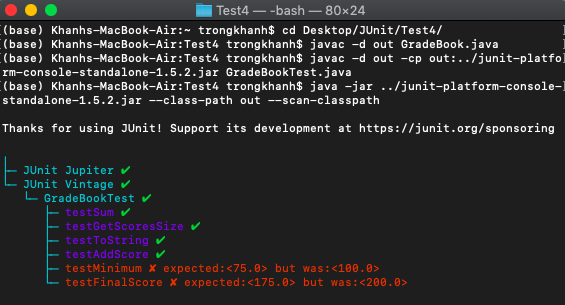 Test4 — -bash — 80×24
(base) Khanhs-MacBook-Air:~ trongkhanh$ cd Desktop/JUnit/Test4/
(base) Khanhs-MacBook-Air:Test4 trongkhanh$ javac -d out GradeBook.java
(base) Khanhs-MacBook-Air:Test4 trongkhanh$ javac -d out -cp out:../junit-platfo
rm-console-standalone-1.5.2.jar GradeBookTest.java
(base) Khanhs-MacBook-Air:Test4 trongkhanh$ java -jar ../junit-platform-console-
standalone-1.5.2.jar --class-path out --scan-classpath
Thanks for using JUnit! Support its development at https://junit.org/sponsoring
JUnit Jupiter ✔
JUnit Vintage ✔
GradeBookTest ✔
testSum ✔
testGetScoresSize ✔
testToString ✔
testAddScore ✔
testMinimum ✘ expected:<75.0> but was:<100.0>
testFinalScore ✘ expected:<175.0> but was:<200.0>